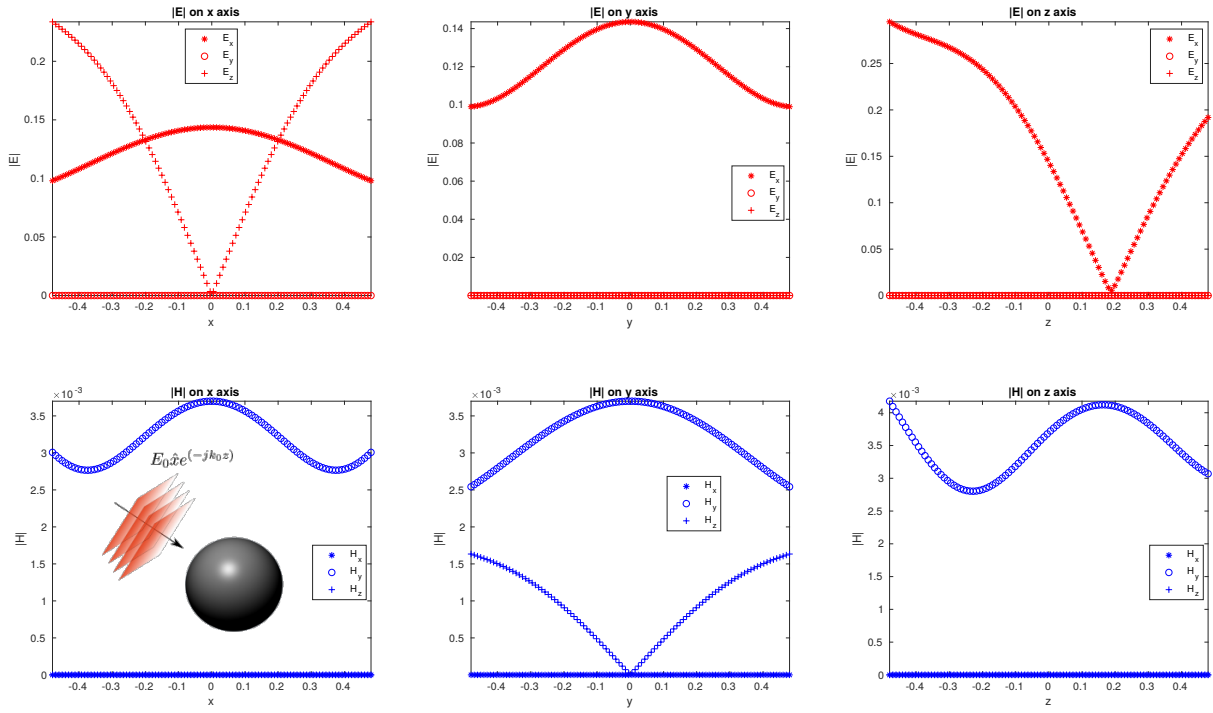 |E| on x axis
|E|
0.2
0.15
0.1
0.05
0
E_x
E_y
E_z
-0.4 -0.3 -0.2 -0.1 0 0.1 0.2 0.3 0.4
x
|E| on y axis
|E|
0.14
0.12
0.1
0.08
0.06
0.04
0.02
E_x
E_y
E_z
-0.4 -0.3 -0.2 -0.1 0 0.1 0.2 0.3 0.4
y
|E| on z axis
|E|
0.25
0.2
0.15
0.1
0.05
0
E_x
E_y
E_z
-0.4 -0.3 -0.2 -0.1 0 0.1 0.2 0.3 0.4
z
|H| on x axis
×10^-3
|H|
3.5
3
2.5
2
1.5
1
0.5
0
E_0 x̂ e^(-jk_0 z)
H_x
H_y
H_z
-0.4 -0.3 -0.2 -0.1 0 0.1 0.2 0.3 0.4
x
|H| on y axis
×10^-3
|H|
3.5
3
2.5
2
1.5
1
0.5
0
H_x
H_y
H_z
-0.4 -0.3 -0.2 -0.1 0 0.1 0.2 0.3 0.4
y
|H| on z axis
×10^-3
|H|
4
3.5
3
2.5
2
1.5
1
0.5
0
H_x
H_y
H_z
-0.4 -0.3 -0.2 -0.1 0 0.1 0.2 0.3 0.4
z